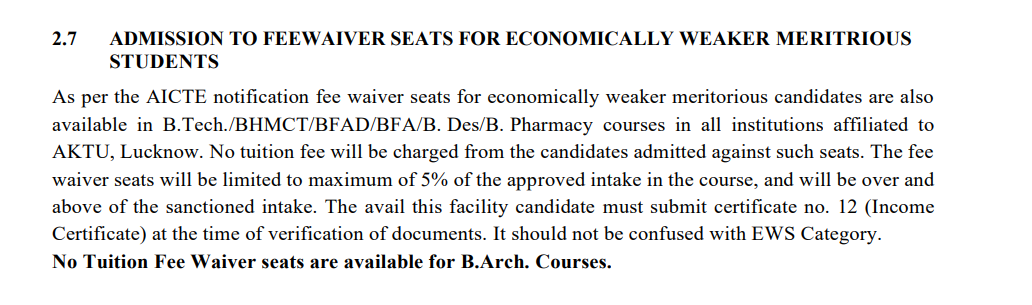 2.7 ADMISSION TO FEEWAIVER SEATS FOR ECONOMICALLY WEAKER MERITRIOUS
STUDENTS
As per the AICTE notification fee waiver seats for economically weaker meritorious candidates are also
available in B.Tech./BHMCT/BFAD/BFA/B. Des/B. Pharmacy courses in all institutions affiliated to
AKTU, Lucknow. No tuition fee will be charged from the candidates admitted against such seats. The fee
waiver seats will be limited to maximum of 5% of the approved intake in the course, and will be over and
above of the sanctioned intake. The avail this facility candidate must submit certificate no. 12 (Income
Certificate) at the time of verification of documents. It should not be confused with EWS Category.
No Tuition Fee Waiver seats are available for B.Arch. Courses.